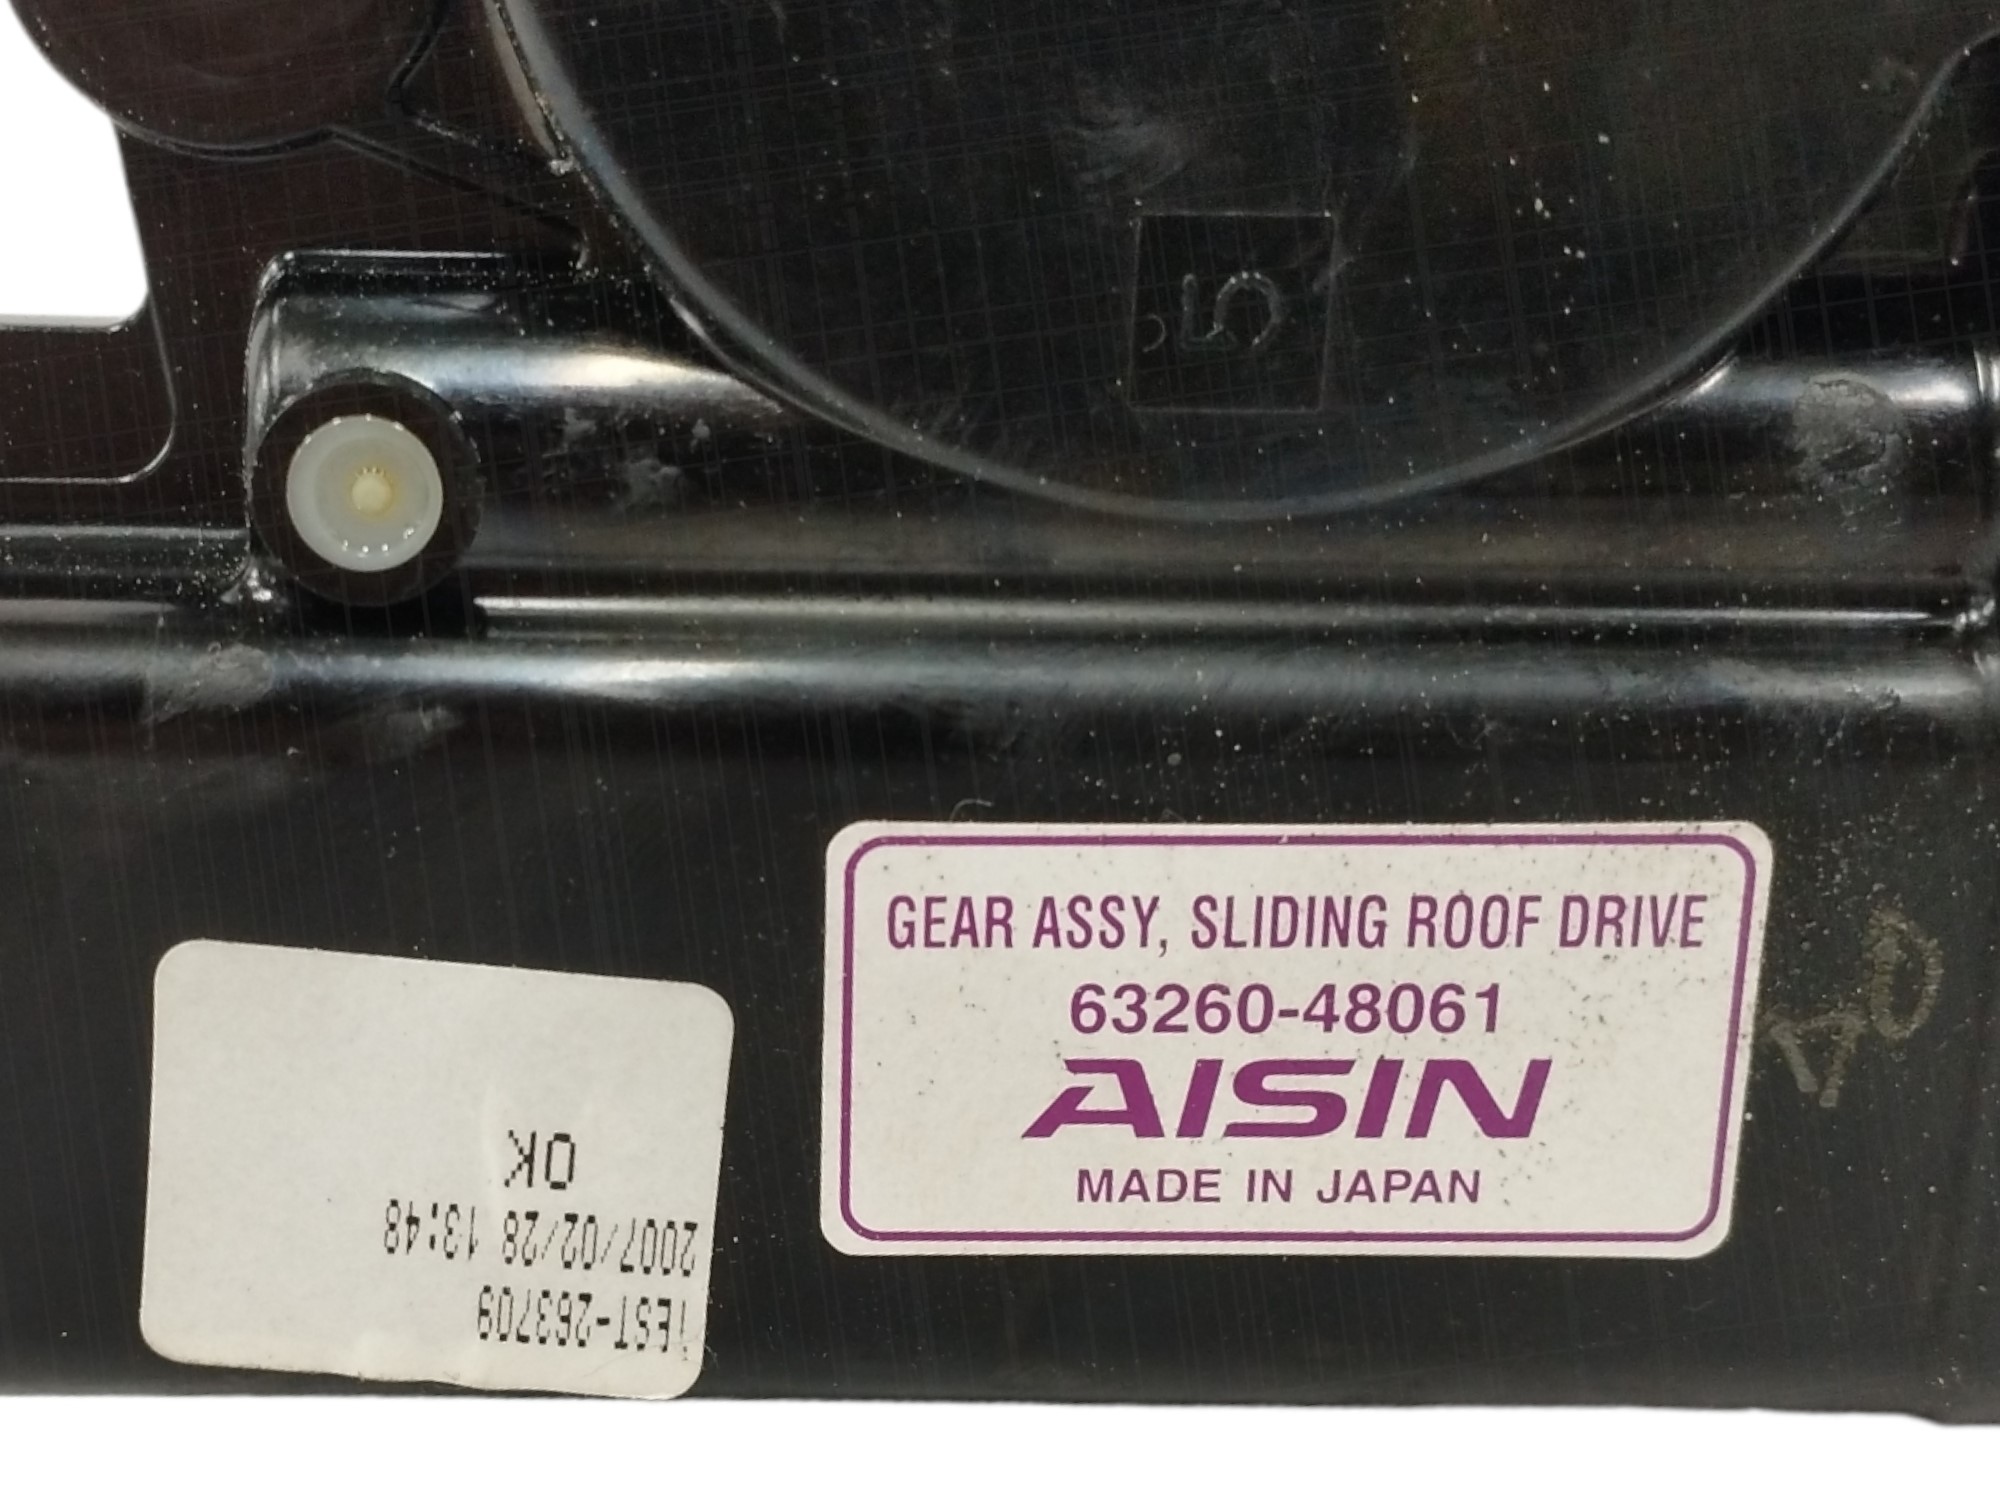 5
GEAR ASSY, SLIDING ROOF DRIVE
63260-48061
AISIN
MADE IN JAPAN
TEST-263709
2007/02/28 13:48
OK